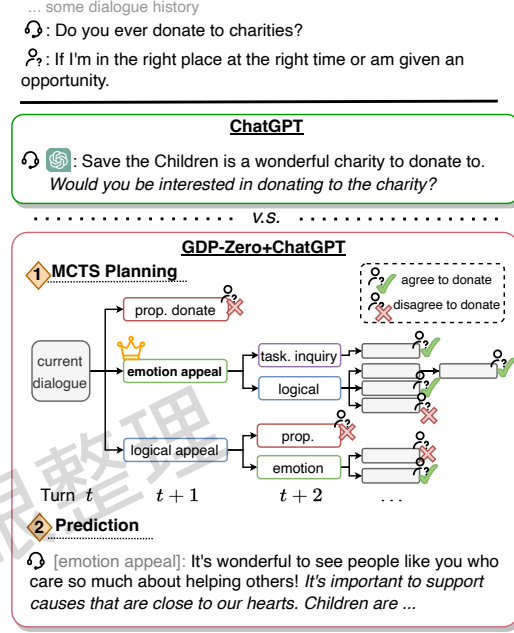 ... some dialogue history
: Do you ever donate to charities?
: If I'm in the right place at the right time or am given an
opportunity.
ChatGPT
: Save the Children is a wonderful charity to donate to.
Would you be interested in donating to the charity?
v.s.
GDP-Zero+ChatGPT
1 MCTS Planning
agree to donate
disagree to donate
prop. donate
current
dialogue
emotion appeal
task. inquiry
logical
logical appeal
prop.
emotion
Turn t
t + 1
t + 2
...
2 Prediction
[emotion appeal]: It's wonderful to see people like you who
care so much about helping others! It's important to support
causes that are close to our hearts. Children are ...
整理